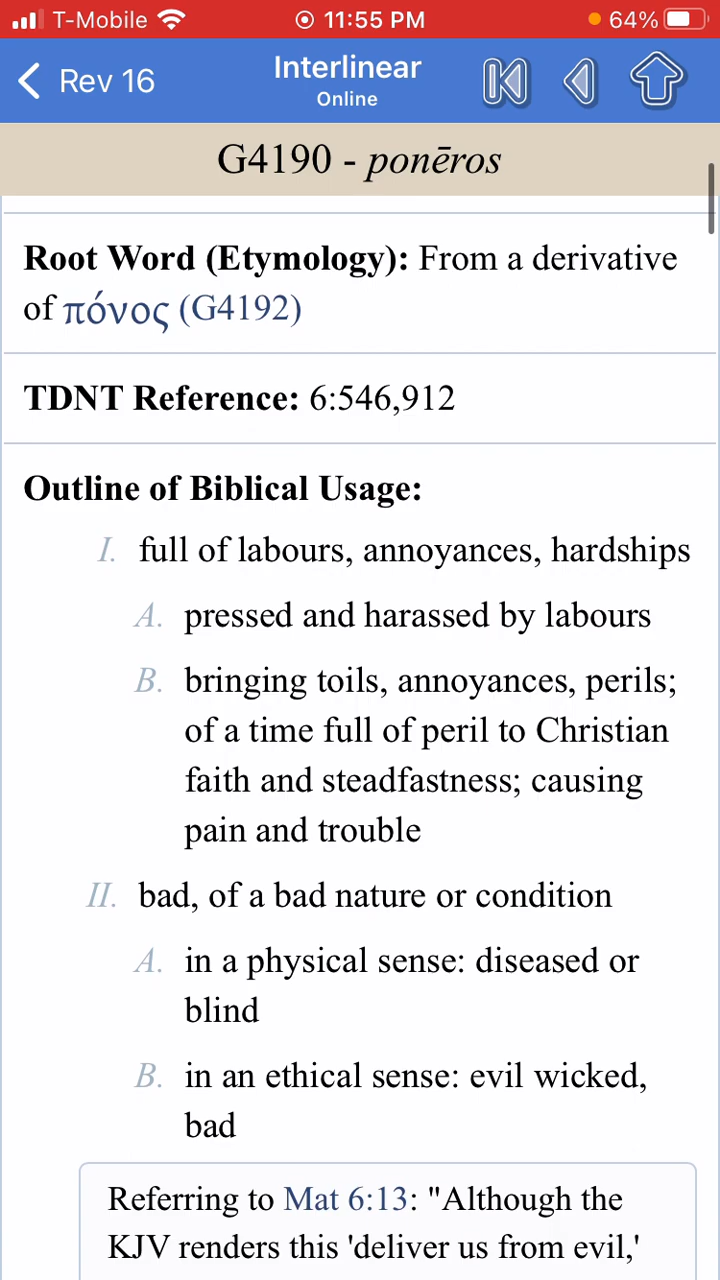 T-Mobile 11:55 PM 64%
Rev 16 Interlinear
Online
G4190 - ponēros
Root Word (Etymology): From a derivative
of πόνος (G4192)
TDNT Reference: 6:546,912
Outline of Biblical Usage:
I. full of labours, annoyances, hardships
A. pressed and harassed by labours
B. bringing toils, annoyances, perils;
of a time full of peril to Christian
faith and steadfastness; causing
pain and trouble
II. bad, of a bad nature or condition
A. in a physical sense: diseased or
blind
B. in an ethical sense: evil wicked,
bad
Referring to Mat 6:13: "Although the
KJV renders this 'deliver us from evil,'